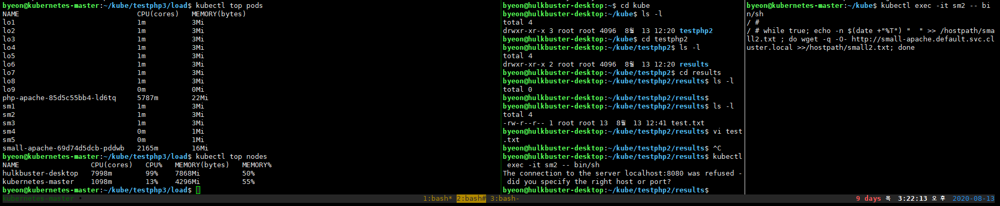 byeon@kubernetes-master:~/kube/testphp3/load$ kubectl top pods
NAME                            CPU(cores)   MEMORY(bytes)
lo1                             1m           3Mi
lo2                             1m           3Mi
lo3                             1m           3Mi
lo4                             1m           3Mi
lo5                             1m           3Mi
lo6                             1m           3Mi
lo7                             1m           3Mi
lo8                             1m           3Mi
lo9                             0m           0Mi
php-apache-85d5c55bb4-ld6tq     5787m        22Mi
sm1                             1m           3Mi
sm2                             1m           3Mi
sm3                             1m           3Mi
sm4                             0m           1Mi
sm5                             0m           1Mi
small-apache-69d74d5dcb-pddwb   2165m        16Mi
byeon@kubernetes-master:~/kube/testphp3/load$ kubectl top nodes
NAME                 CPU(cores)   CPU%   MEMORY(bytes)   MEMORY%
hulkbuster-desktop   7998m        99%    7868Mi          50%
kubernetes-master    1098m        13%    4296Mi          55%
byeon@kubernetes-master:~/kube/testphp3/load$
byeon@hulkbuster-desktop:~$ cd kube
byeon@hulkbuster-desktop:~/kube$ ls -l
total 4
drwxr-xr-x 3 root root 4096  8월  13 12:20 testphp2
byeon@hulkbuster-desktop:~/kube$ cd testphp2
byeon@hulkbuster-desktop:~/kube/testphp2$ ls -l
total 4
drwxr-xr-x 2 root root 4096  8월  13 12:20 results
byeon@hulkbuster-desktop:~/kube/testphp2$ cd results
byeon@hulkbuster-desktop:~/kube/testphp2/results$ ls -l
total 0
byeon@hulkbuster-desktop:~/kube/testphp2/results$
byeon@hulkbuster-desktop:~/kube/testphp2/results$ ls -l
total 4
-rw-r--r-- 1 root root 13  8월  13 12:41 test.txt
byeon@hulkbuster-desktop:~/kube/testphp2/results$ vi test
.txt
byeon@hulkbuster-desktop:~/kube/testphp2/results$ ^C
byeon@hulkbuster-desktop:~/kube/testphp2/results$ kubectl
 exec -it sm2 -- bin/sh
The connection to the server localhost:8080 was refused -
 did you specify the right host or port?
byeon@hulkbuster-desktop:~/kube/testphp2/results$
byeon@kubernetes-master:~/kube$ kubectl exec -it sm2 -- bi
n/sh
/ #
/ # while true; echo -n $(date +"%T") "  " >> /hostpath/sma
ll2.txt ; do wget -q -O- http://small-apache.default.svc.cl
uster.local >>/hostpath/small2.txt; done
kubernetes-master * 1:bash* 2:bash# 3:bash- 9 days 목 3:22:13 오후 2020-08-13